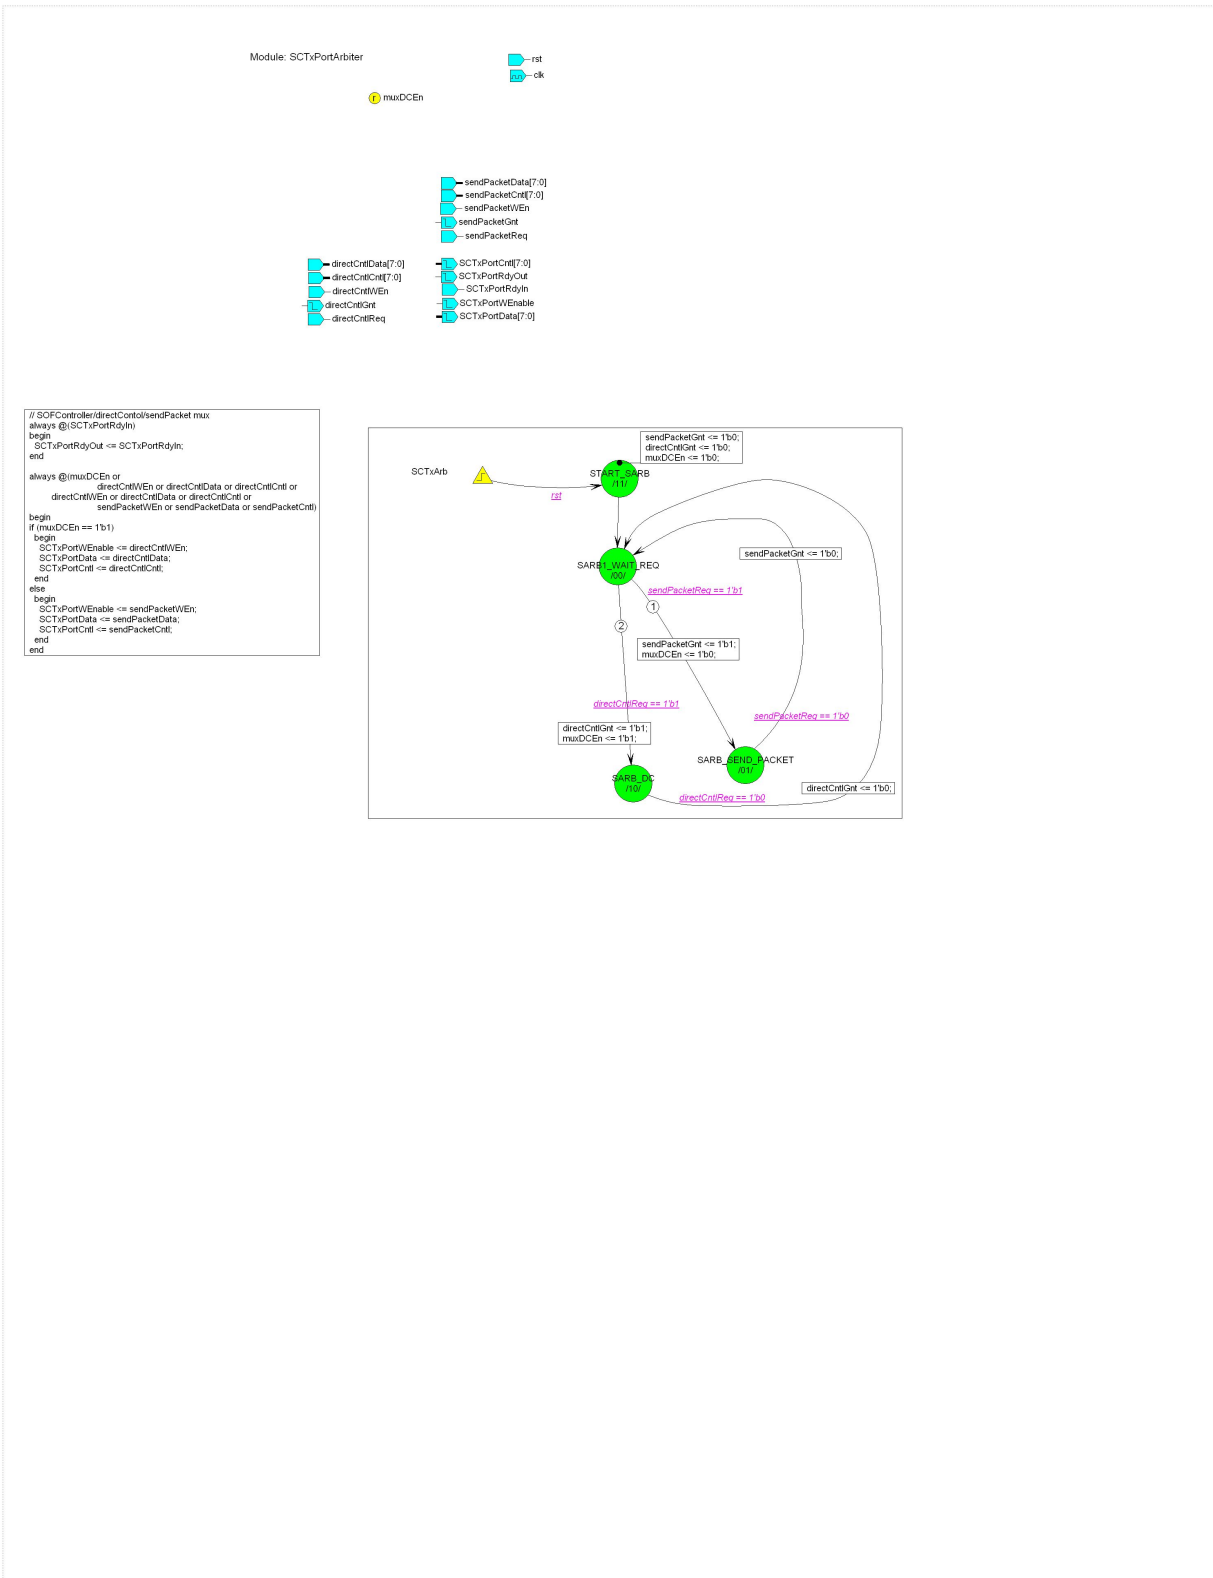 Module: SCTxPortArbiter
rst
clk
r muxDCEn
sendPacketData[7:0]
sendPacketCntl[7:0]
sendPacketWEn
sendPacketGnt
sendPacketReq
directCntlData[7:0]
directCntlCntl[7:0]
directCntlWEn
directCntlGnt
directCntlReq
SCTxPortCntl[7:0]
SCTxPortRdyOut
SCTxPortRdyIn
SCTxPortWEnable
SCTxPortData[7:0]
// SOFController/directContol/sendPacket mux
always @(SCTxPortRdyIn)
begin
SCTxPortRdyOut <= SCTxPortRdyIn;
end
always @(muxDCEn or
directCntlWEn or directCntlData or directCntlCntl or
directCntlWEn or directCntlData or directCntlCntl or
sendPacketWEn or sendPacketData or sendPacketCntl)
begin
if (muxDCEn == 1'b1)
begin
SCTxPortWEnable <= directCntlWEn;
SCTxPortData <= directCntlData;
SCTxPortCntl <= directCntlCntl;
end
else
begin
SCTxPortWEnable <= sendPacketWEn;
SCTxPortData <= sendPacketData;
SCTxPortCntl <= sendPacketCntl;
end
end
sendPacketGnt <= 1'b0;
directCntlGnt <= 1'b0;
muxDCEn <= 1'b0;
SCTxArb
START_SARB
/11/
rst
sendPacketGnt <= 1'b0;
SARB1_WAIT_REQ
/00/
sendPacketReq == 1'b1
1
2
sendPacketGnt <= 1'b1;
muxDCEn <= 1'b0;
directCntlReq == 1'b1
sendPacketReq == 1'b0
directCntlGnt <= 1'b1;
muxDCEn <= 1'b1;
SARB_SEND_PACKET
/01/
SARB_DC
/10/
directCntlReq == 1'b0
directCntlGnt <= 1'b0;